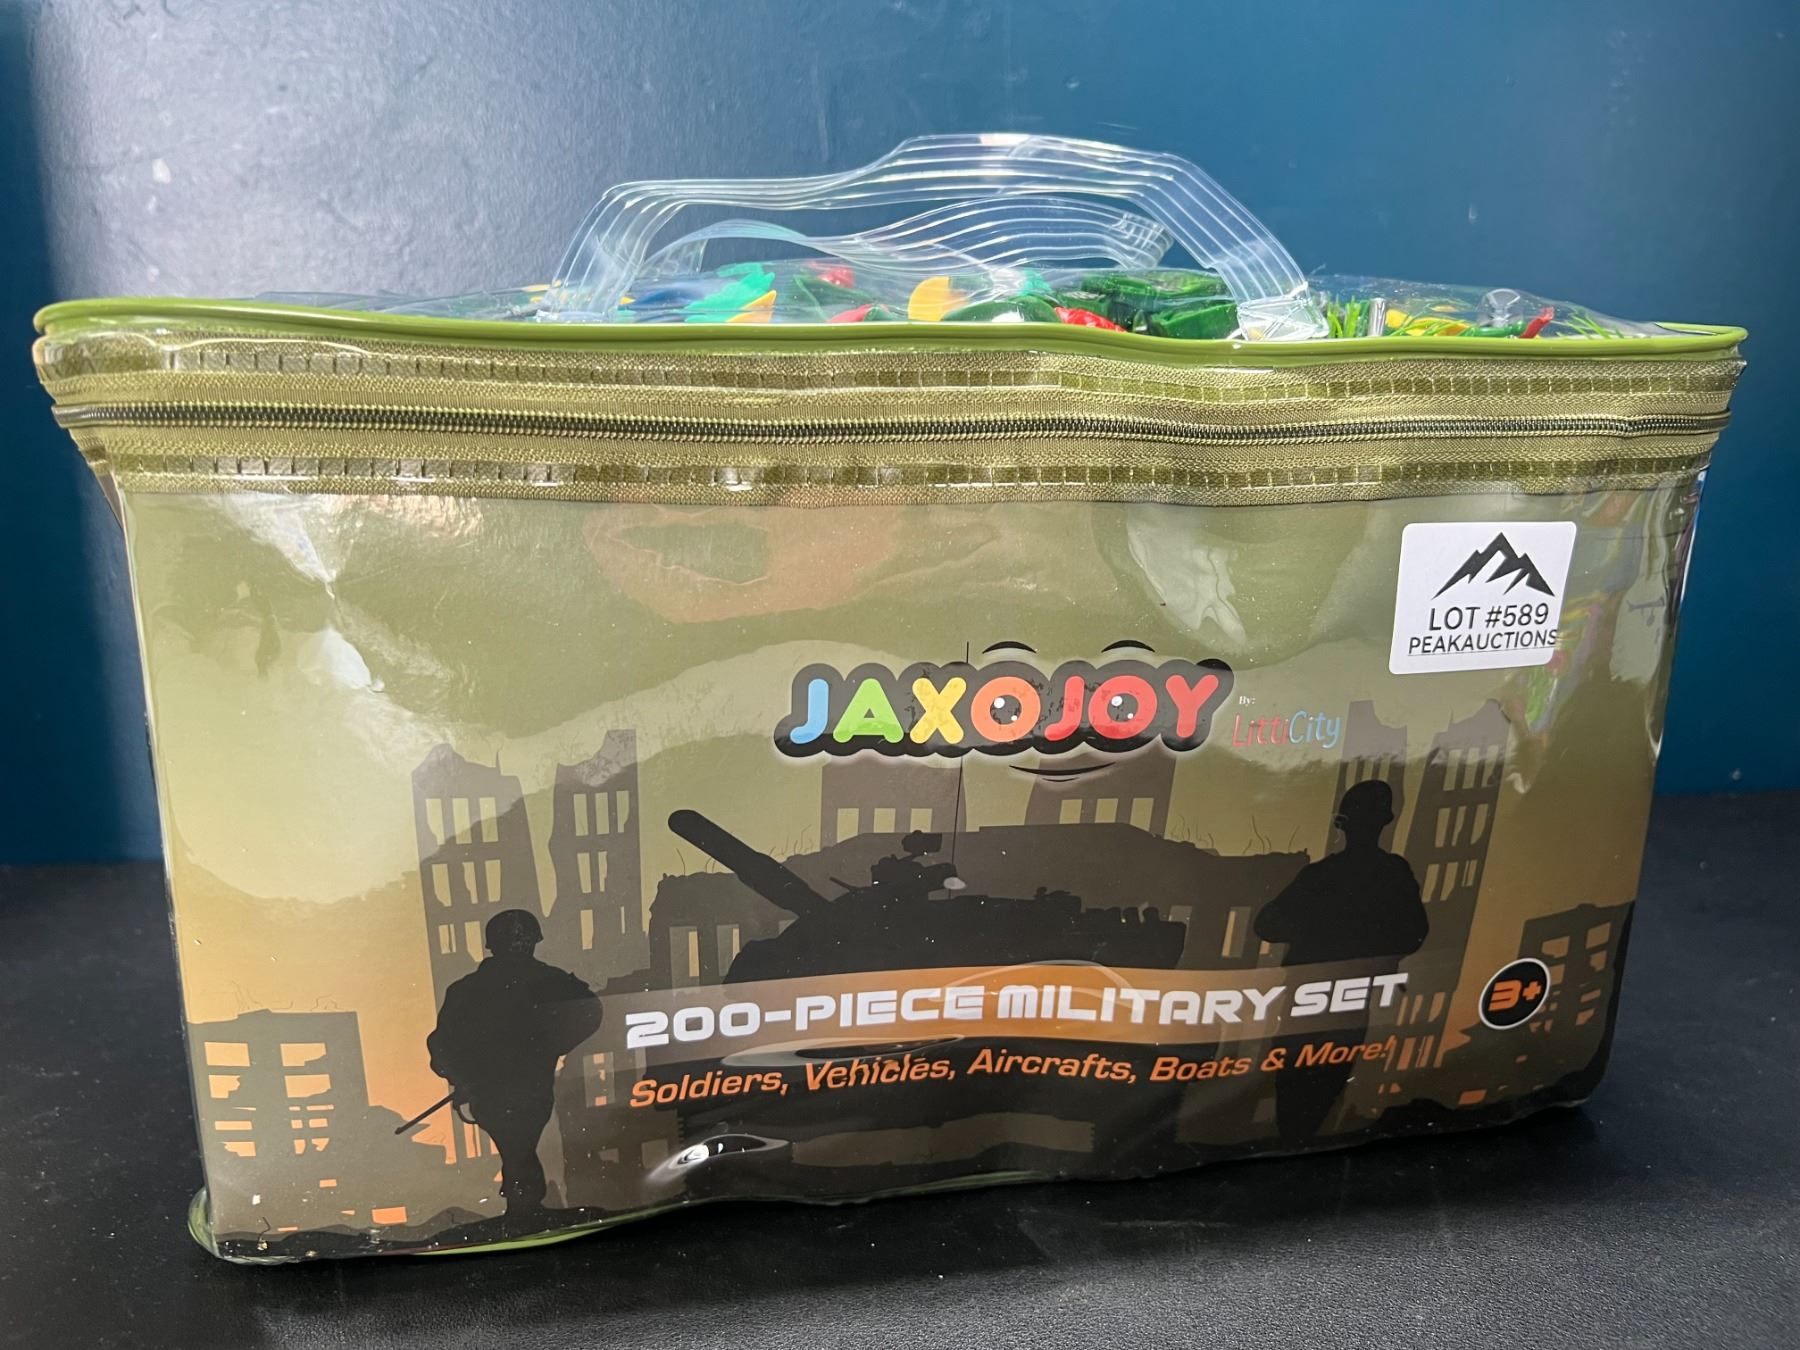 LOT #589
PEAKAUCTIONS
JAXOJOY
By:
LittiCity
200-PIECE MILITARY SET
3+
Soldiers, Vehicles, Aircrafts, Boats & More!